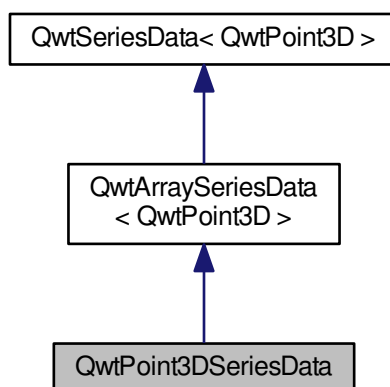 QwtSeriesData< QwtPoint3D >
QwtArraySeriesData
< QwtPoint3D >
QwtPoint3DSeriesData